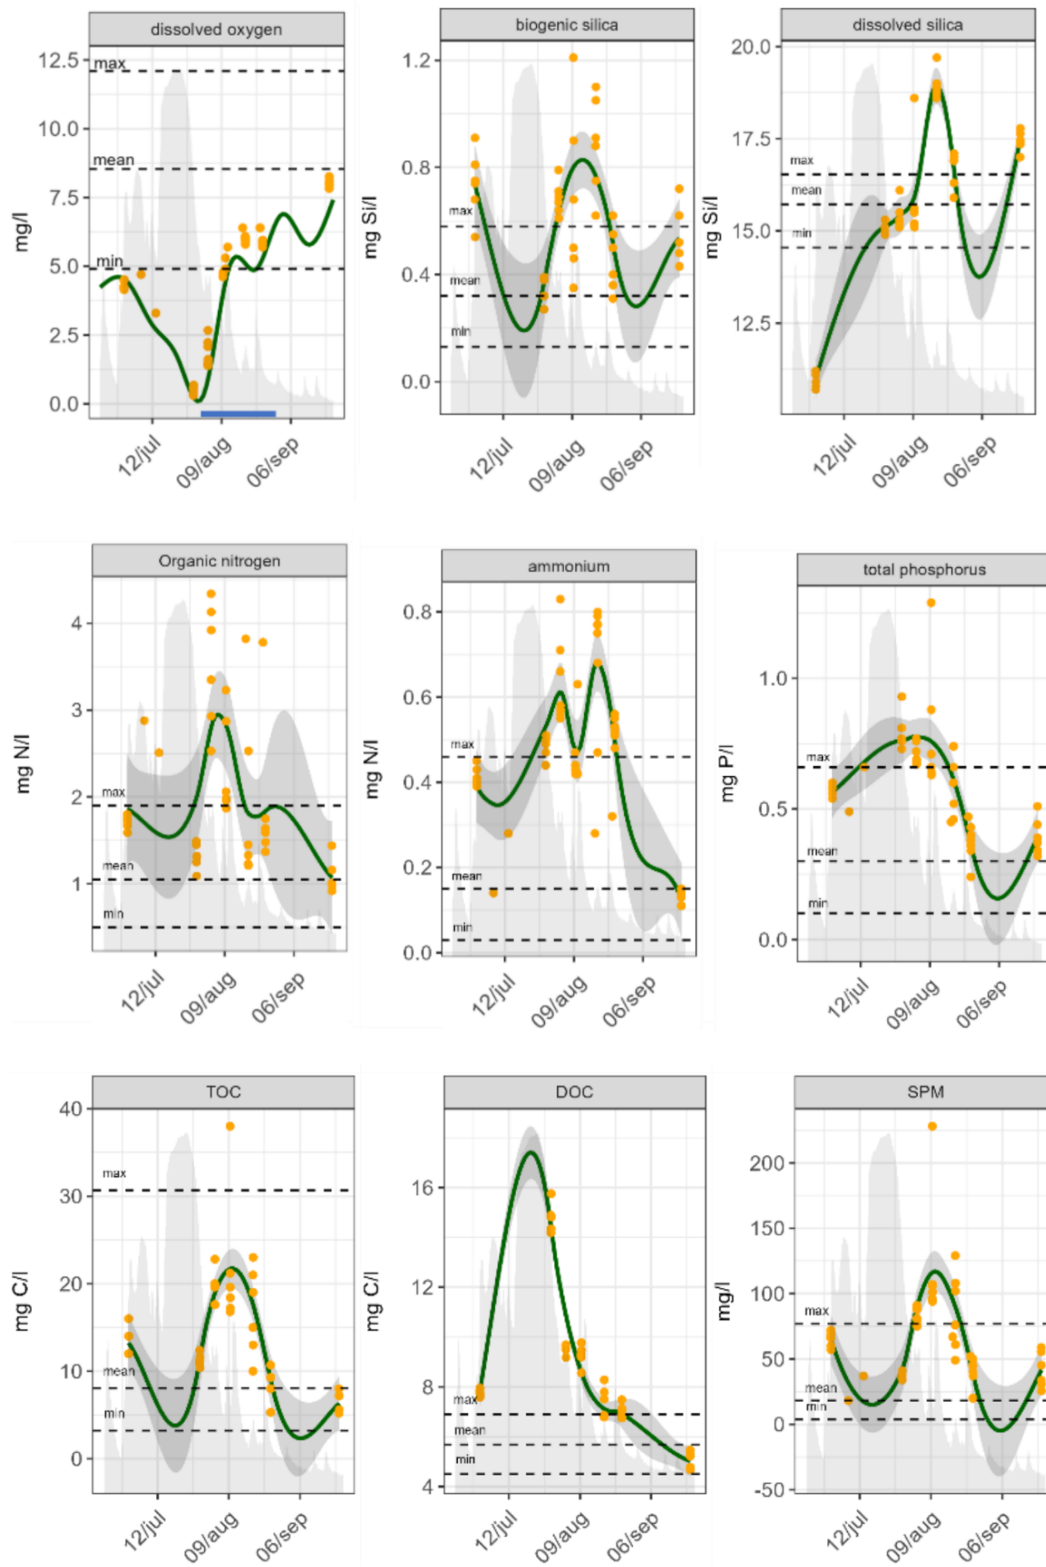 dissolved oxygen
12.5
10.0
7.5
5.0
2.5
0.0
mg/l
max
mean
min
12/jul
09/aug
06/sep
biogenic silica
1.2
0.8
0.4
0.0
mg Si/l
max
mean
min
12/jul
09/aug
06/sep
dissolved silica
20.0
17.5
15.0
12.5
mg Si/l
max
mean
min
12/jul
09/aug
06/sep
Organic nitrogen
4
3
2
1
mg N/l
max
mean
min
12/jul
09/aug
06/sep
ammonium
0.8
0.6
0.4
0.2
0.0
mg N/l
max
mean
min
12/jul
09/aug
06/sep
total phosphorus
1.0
0.5
0.0
mg P/l
max
mean
min
12/jul
09/aug
06/sep
TOC
40
30
20
10
0
mg C/l
max
mean
min
12/jul
09/aug
06/sep
DOC
16
12
8
4
mg C/l
max
mean
min
12/jul
09/aug
06/sep
SPM
200
150
100
50
0
-50
mg/l
max
mean
min
12/jul
09/aug
06/sep